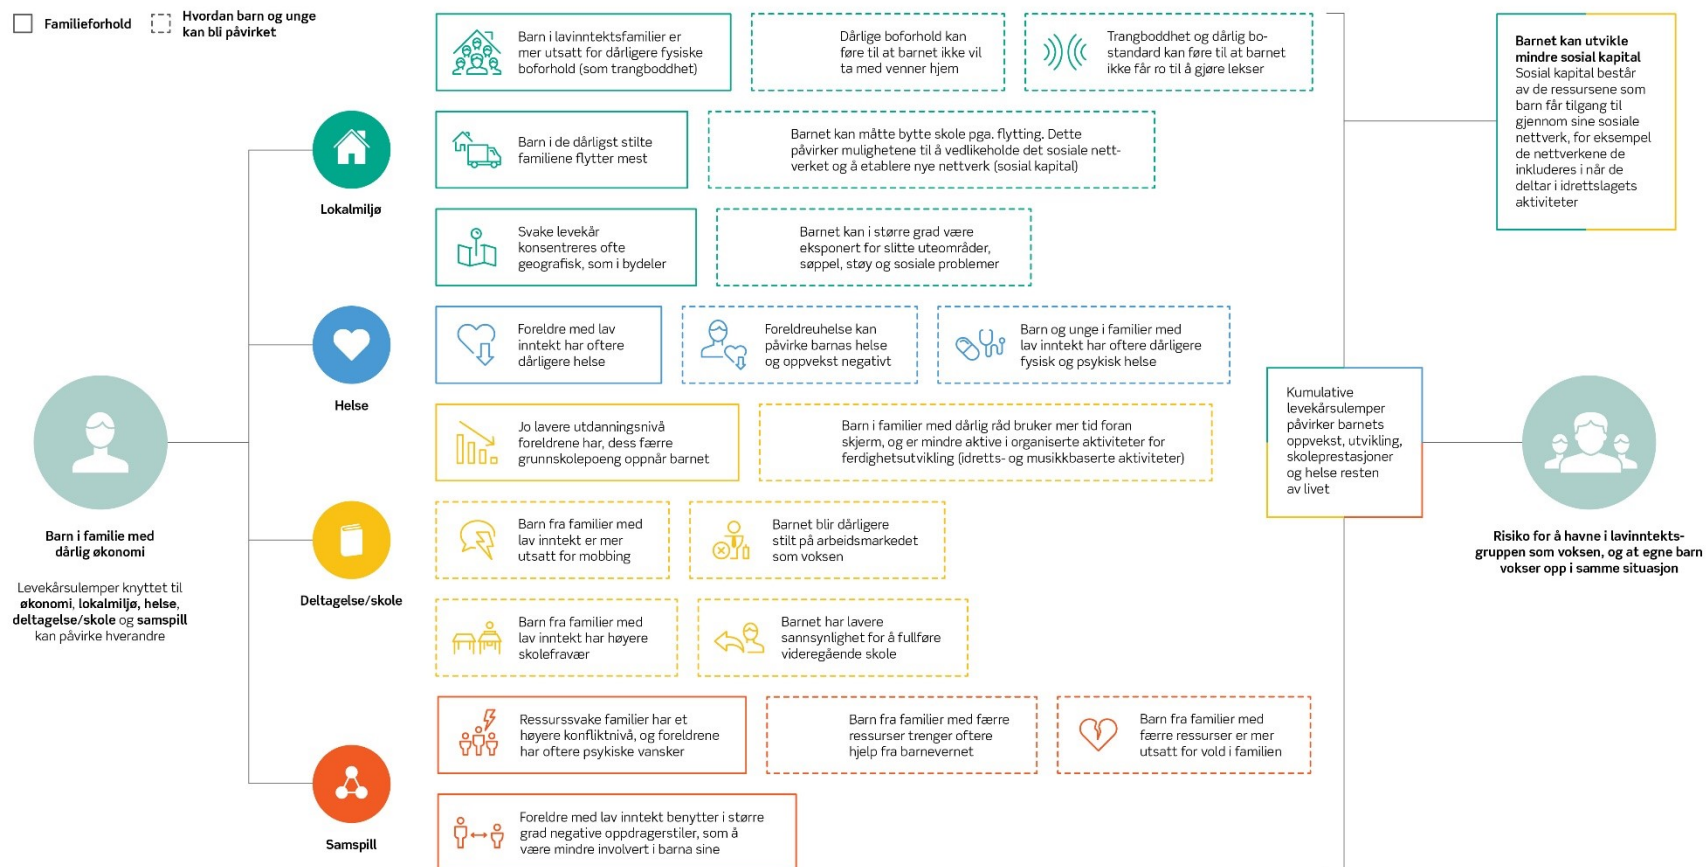 Familieforhold
Hvordan barn og unge
kan bli påvirket
Barn i familie med
dårlig økonomi
Levekårsulemper knyttet til
økonomi, lokalmiljø, helse,
deltagelse/skole og samspill
kan påvirke hverandre
Lokalmiljø
Barn i lavinntektsfamilier er
mer utsatt for dårligere fysiske
boforhold (som trangboddhet)
Dårlige boforhold kan
føre til at barnet ikke vil
ta med venner hjem
Trangboddhet og dårlig bo-
standard kan føre til at barnet
ikke får ro til å gjøre lekser
Barn i de dårligst stilte
familiene flytter mest
Barnet kan måtte bytte skole pga. flytting. Dette
påvirker mulighetene til å vedlikeholde det sosiale nett-
verket og å etablere nye nettverk (sosial kapital)
Svake levekår
konsentreres ofte
geografisk, som i bydeler
Barnet kan i større grad være
eksponert for slitte uteområder,
søppel, støy og sosiale problemer
Helse
Foreldre med lav
inntekt har oftere
dårligere helse
Foreldreuhelse kan
påvirke barnas helse
og oppvekst negativt
Barn og unge i familier med
lav inntekt har oftere dårligere
fysisk og psykisk helse
Deltagelse/skole
Jo lavere utdanningsnivå
foreldrene har, dess færre
grunnskolepoeng oppnår barnet
Barn i familier med dårlig råd bruker mer tid foran
skjerm, og er mindre aktive i organiserte aktiviteter for
ferdighetsutvikling (idretts- og musikkbaserte aktiviteter)
Barn fra familier med
lav inntekt er mer
utsatt for mobbing
Barnet blir dårligere
stilt på arbeidsmarkedet
som voksen
Barn fra familier med
lav inntekt har høyere
skolefravær
Barnet har lavere
sannsynlighet for å fullføre
videregående skole
Samspill
Ressurssvake familier har et
høyere konfliktnivå, og foreldrene
har oftere psykiske vansker
Barn fra familier med færre
ressurser trenger oftere
hjelp fra barnevernet
Barn fra familier med
færre ressurser er mer
utsatt for vold i familien
Foreldre med lav inntekt benytter i større
grad negative oppdragerstiler, som å
være mindre involvert i barna sine
Barnet kan utvikle
mindre sosial kapital
Sosial kapital består
av de ressursene som
barn får tilgang til
gjennom sine sosiale
nettverk, for eksempel
de nettverkene de
inkluderes i når de
deltar i idrettslagets
aktiviteter
Kumulative
levekårsulemper
påvirker barnets
oppvekst, utvikling,
skoleprestasjoner
og helse resten
av livet
Risiko for å havne i lavinntekts-
gruppen som voksen, og at egne barn
vokser opp i samme situasjon